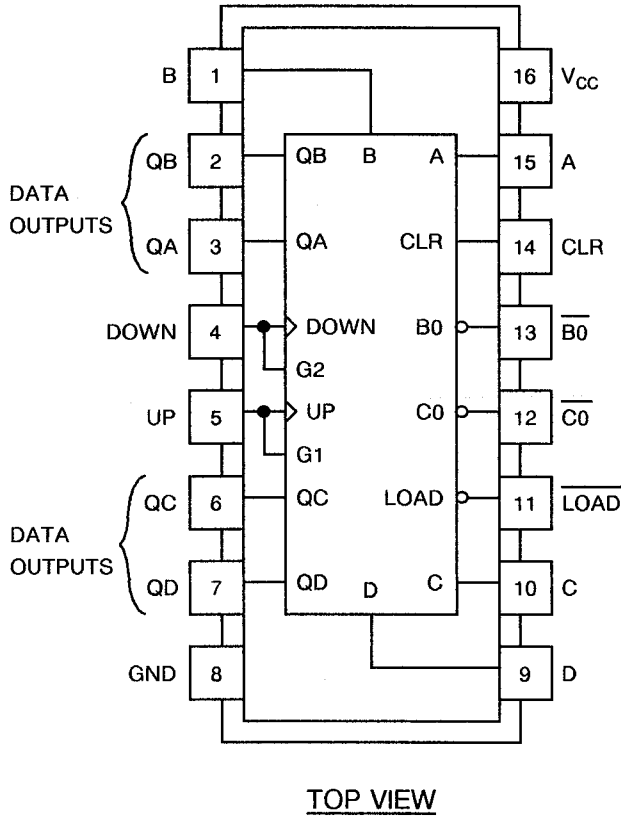 B 1 16 VCC
QB 2 QB B A 15 A
DATA
OUTPUTS
QA 3 QA CLR 14 CLR
DOWN 4 DOWN B0 13 B0
G2
UP 5 UP C0 12 C0
G1
QC 6 QC LOAD 11 LOAD
DATA
OUTPUTS
QD 7 QD D C 10 C
GND 8 9 D
TOP VIEW